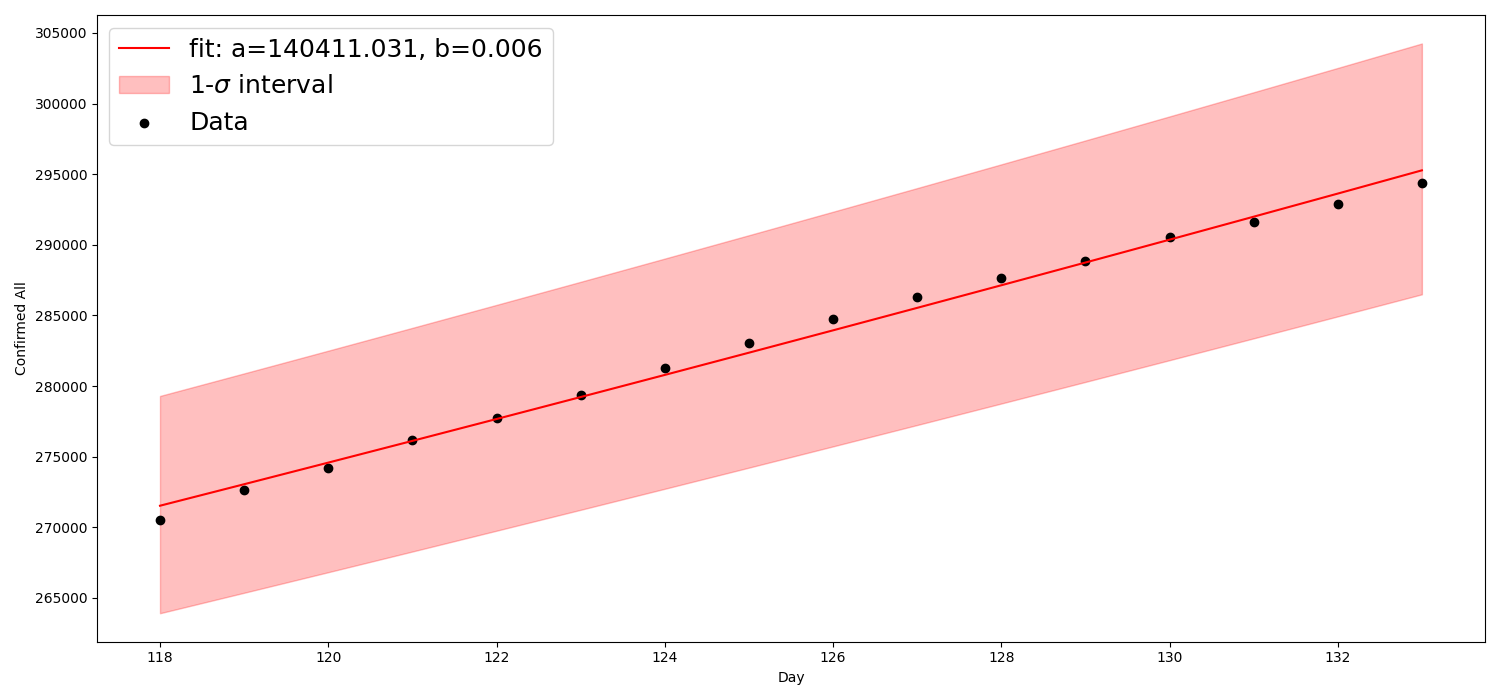 305000
300000
295000
290000
285000
280000
275000
270000
265000
Confirmed All
fit: a=140411.031, b=0.006
1-σ interval
Data
118 120 122 124 126 128 130 132
Day